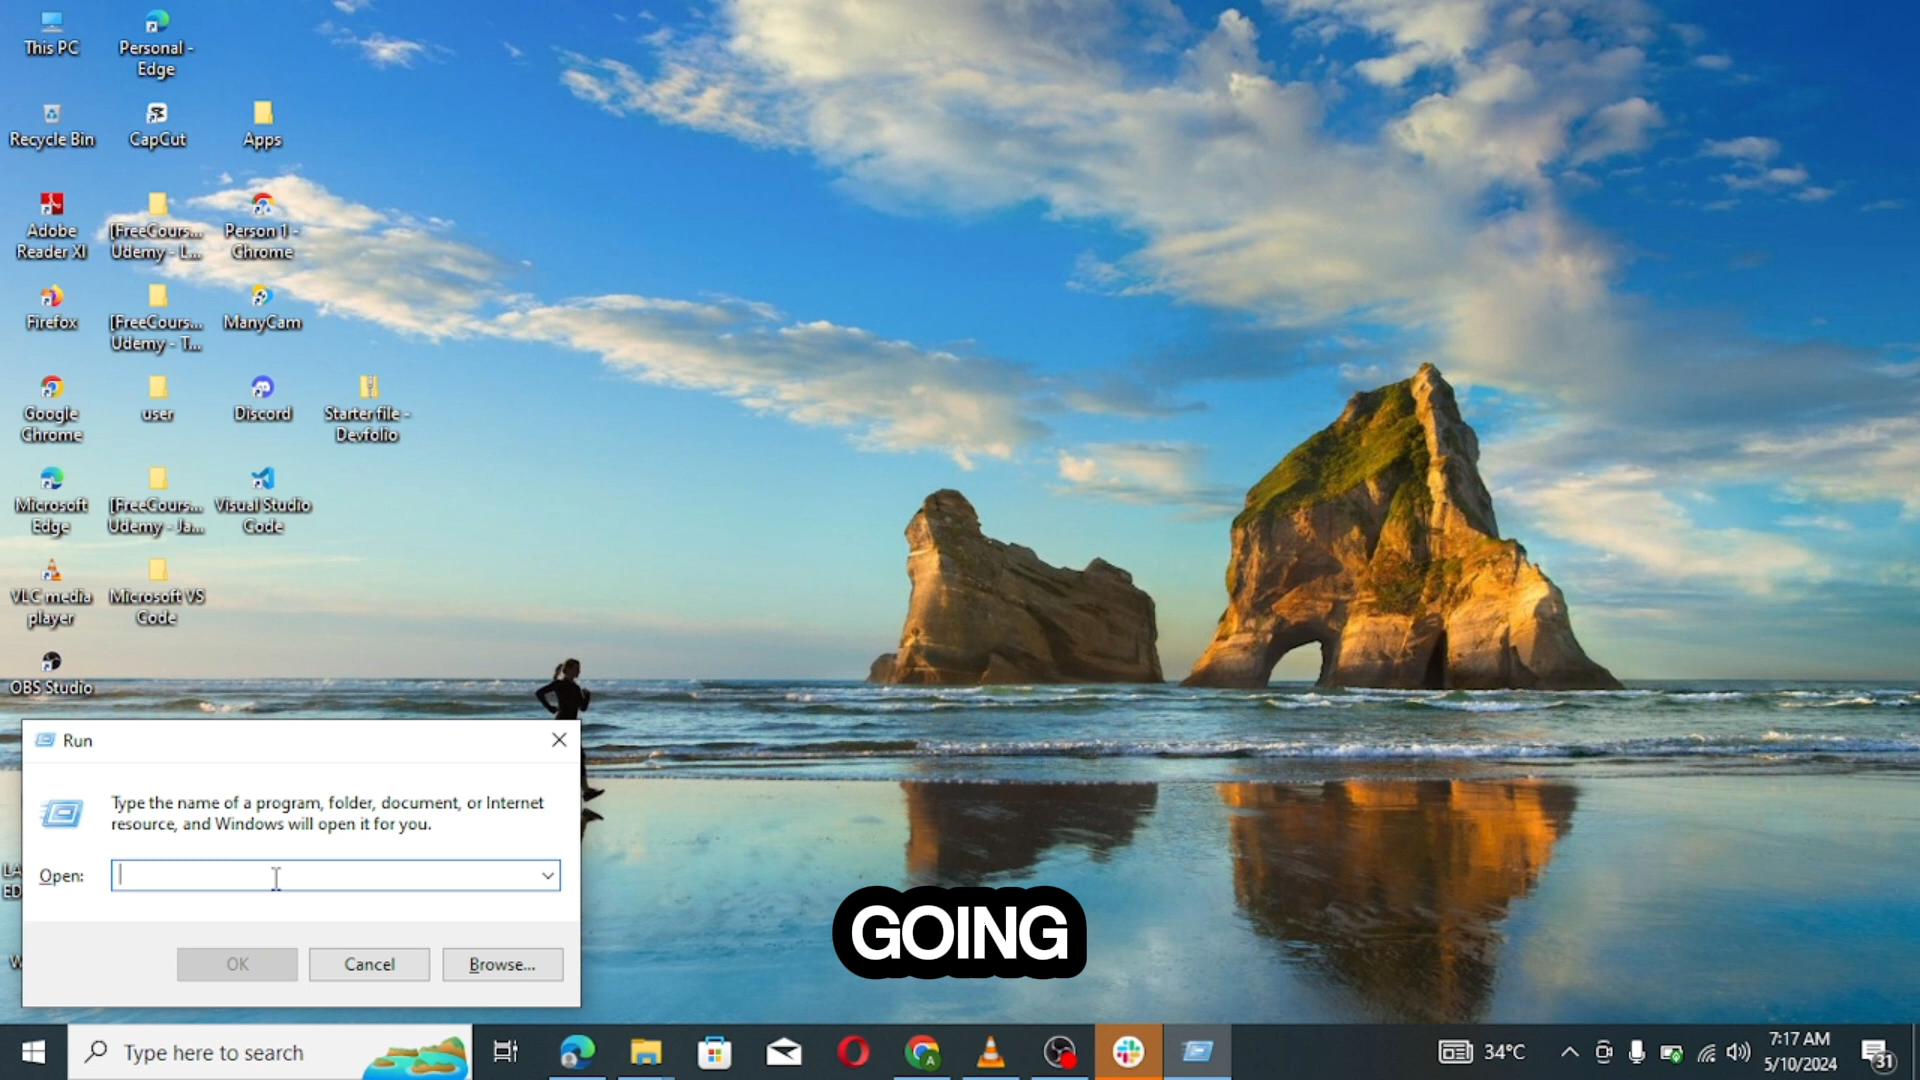 This PC
Personal -
Edge
Recycle Bin
CapCut
Apps
Adobe
Reader XI
[FreeCours...
Udemy - L...
Person 1 -
Chrome
Firefox
[FreeCours...
Udemy - T...
ManyCam
Google
Chrome
user
Discord
Starter file -
Devfolio
Microsoft
Edge
[FreeCours...
Udemy - Ja...
Visual Studio
Code
VLC media
player
Microsoft VS
Code
OBS Studio
Run
Type the name of a program, folder, document, or Internet
resource, and Windows will open it for you.
Open:
OK
Cancel
Browse...
GOING
Type here to search
A
34°C
7:17 AM
5/10/2024
31